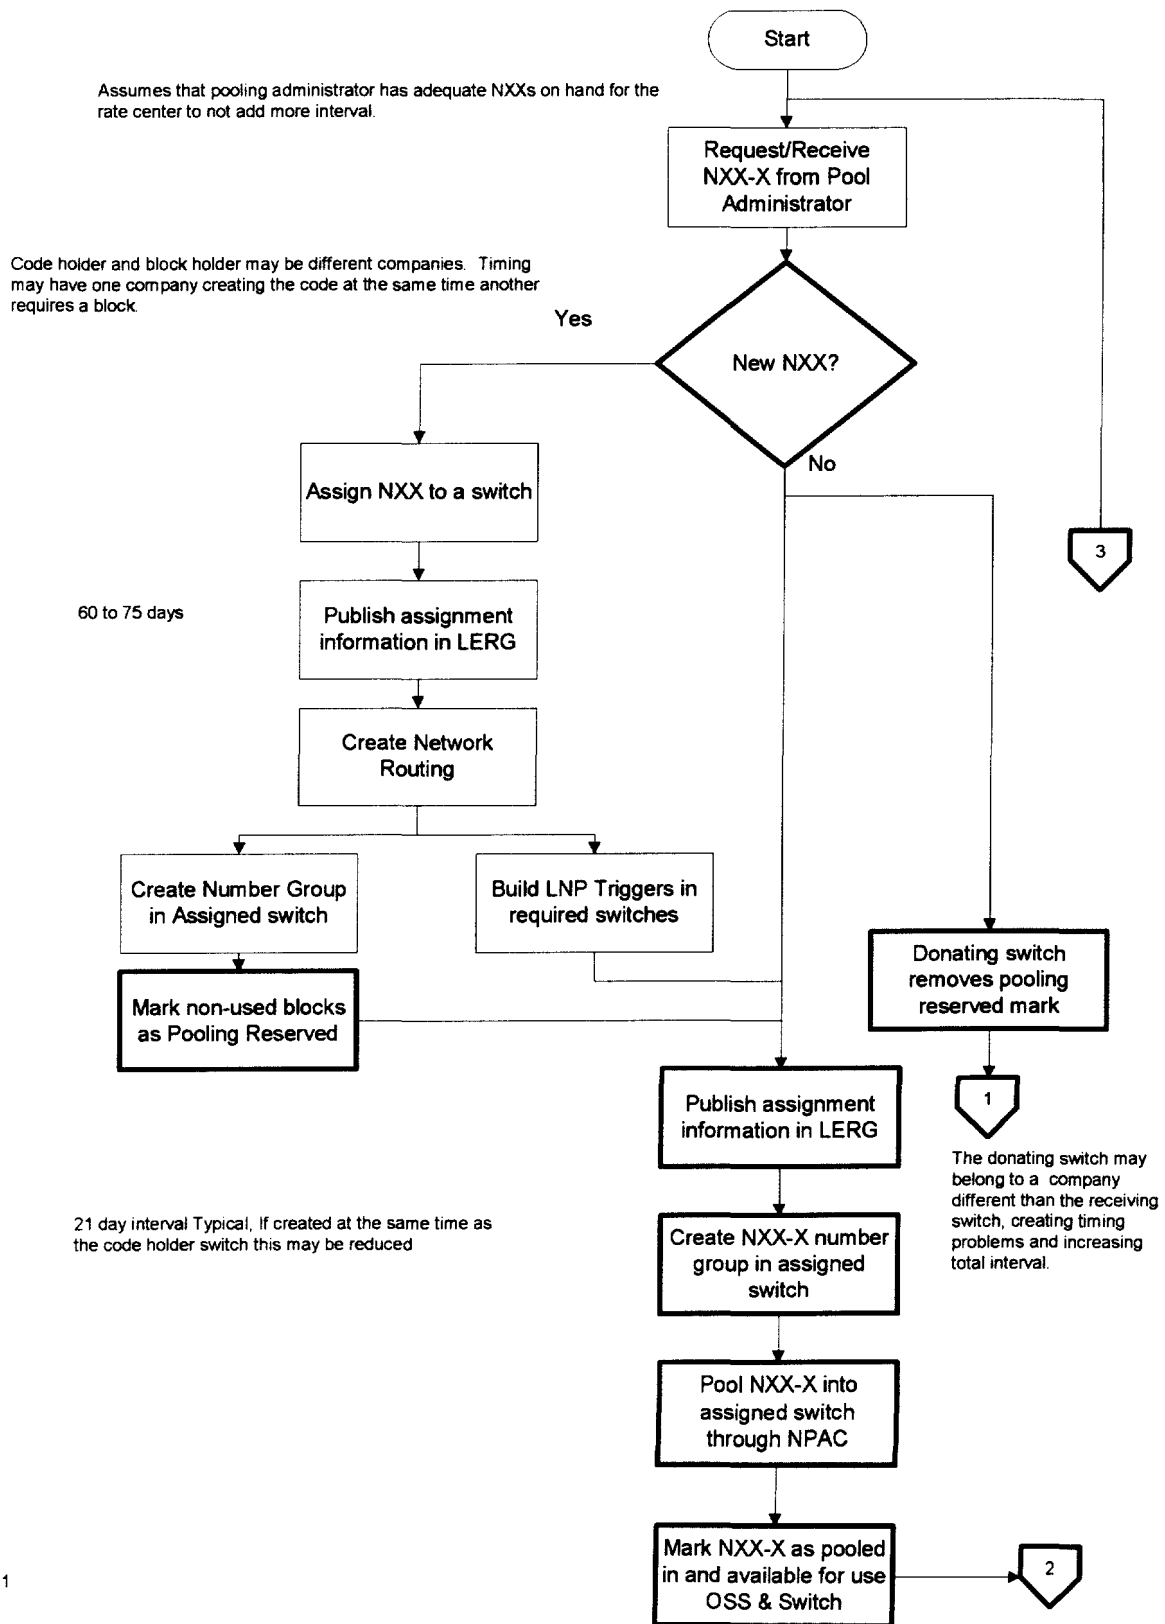 Start
Assumes that pooling administrator has adequate NXXs on hand for the
rate center to not add more interval.
Request/Receive
NXX-X from Pool
Administrator
Code holder and block holder may be different companies.  Timing
may have one company creating the code at the same time another
requires a block.
Yes
New NXX?
No
Assign NXX to a switch
3
60 to 75 days
Publish assignment
information in LERG
Create Network
Routing
Create Number Group
in Assigned switch
Build LNP Triggers in
required switches
Donating switch
removes pooling
reserved mark
Mark non-used blocks
as Pooling Reserved
1
Publish assignment
information in LERG
The donating switch may
belong to a  company
different than the receiving
switch, creating timing
problems and increasing
total interval.
21 day interval Typical, If created at the same time as
the code holder switch this may be reduced
Create NXX-X number
group in assigned
switch
Pool NXX-X into
assigned switch
through NPAC
Mark NXX-X as pooled
in and available for use
OSS & Switch
2
1